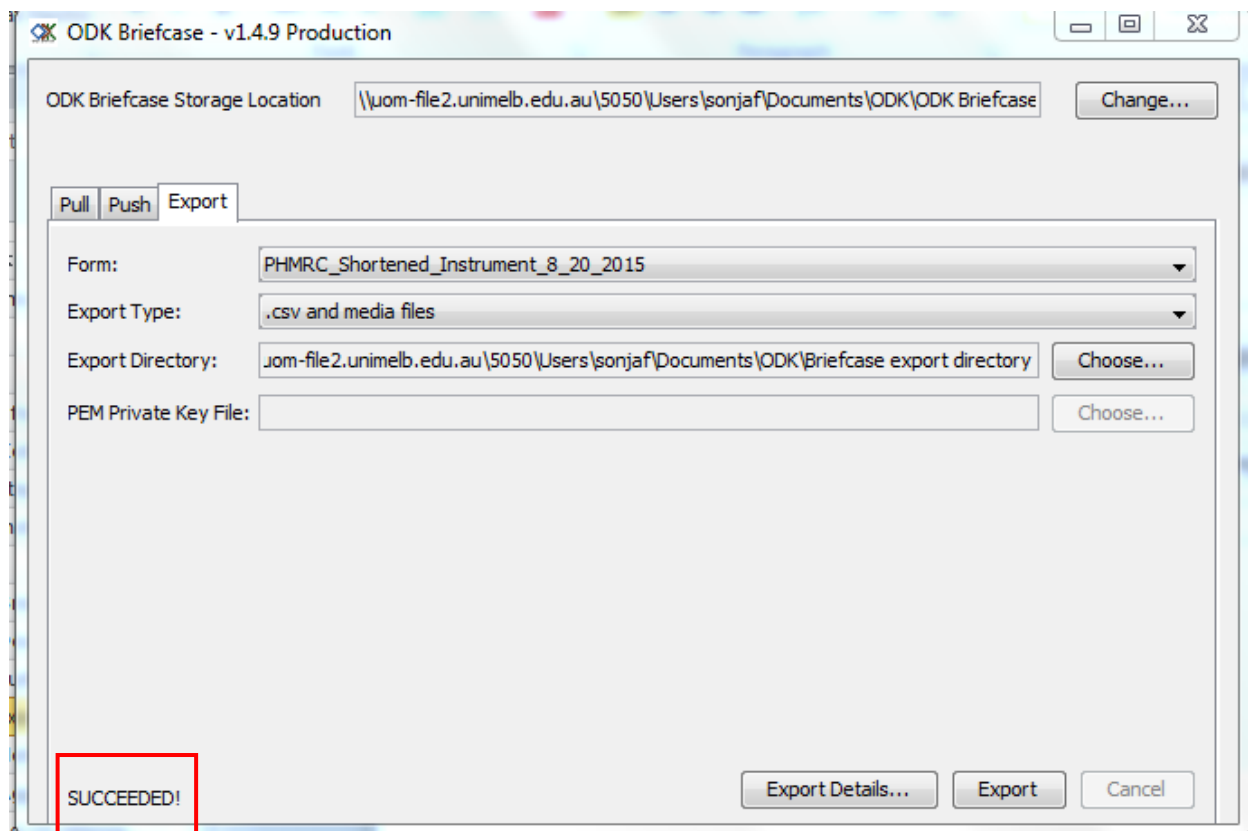 ODK Briefcase - v1.4.9 Production
ODK Briefcase Storage Location \\uom-file2.unimelb.edu.au\5050\Users\sonjaf\Documents\ODK\ODK Briefcase Change...
Pull Push Export
Form: PHMRC_Shortened_Instrument_8_20_2015
Export Type: .csv and media files
Export Directory: uom-file2.unimelb.edu.au\5050\Users\sonjaf\Documents\ODK\Briefcase export directory Choose...
PEM Private Key File: Choose...
SUCCEEDED! Export Details... Export Cancel